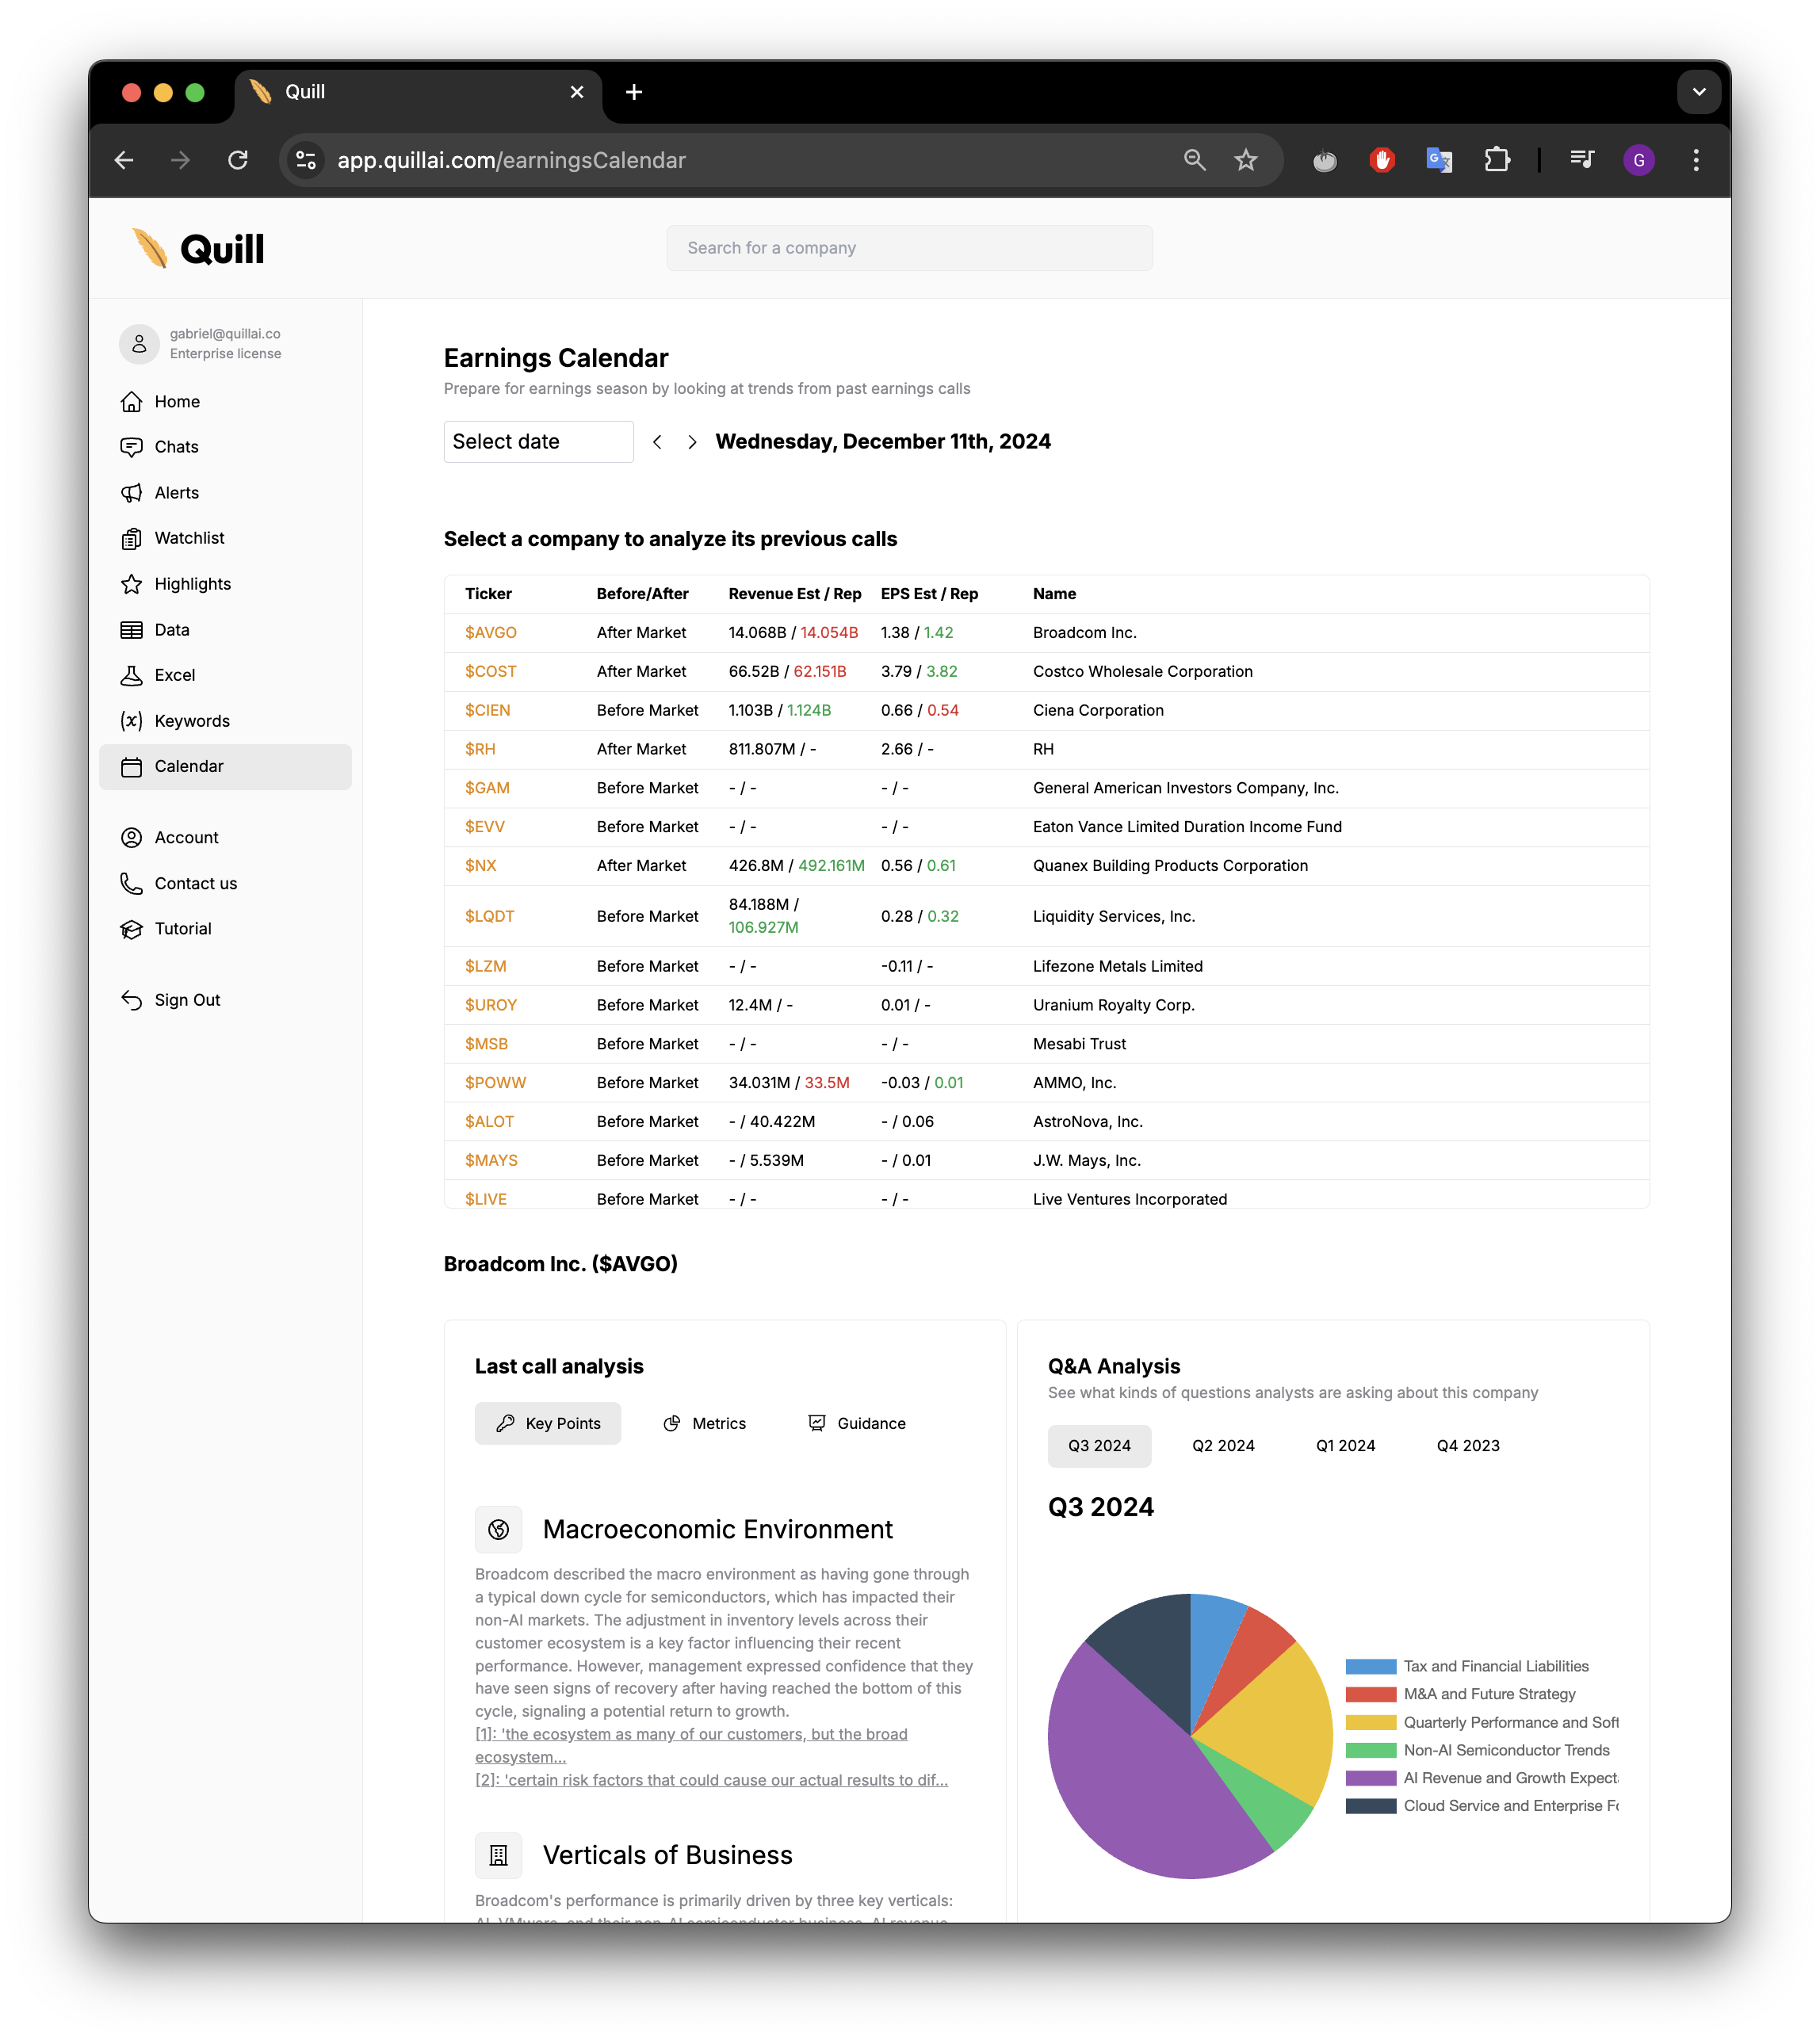 Quill
app.quillai.com/earningsCalendar
G
Quill
Search for a company
gabriel@quillai.co
Enterprise license
Home
Chats
Alerts
Watchlist
Highlights
Data
Excel
Keywords
Calendar
Account
Contact us
Tutorial
Sign Out
Earnings Calendar
Prepare for earnings season by looking at trends from past earnings calls
Select date Wednesday, December 11th, 2024
Select a company to analyze its previous calls
Ticker Before/After Revenue Est / Rep EPS Est / Rep Name
$AVGO After Market 14.068B / 14.054B 1.38 / 1.42 Broadcom Inc.
$COST After Market 66.52B / 62.151B 3.79 / 3.82 Costco Wholesale Corporation
$CIEN Before Market 1.103B / 1.124B 0.66 / 0.54 Ciena Corporation
$RH After Market 811.807M / - 2.66 / - RH
$GAM Before Market - / - - / - General American Investors Company, Inc.
$EVV Before Market - / - - / - Eaton Vance Limited Duration Income Fund
$NX After Market 426.8M / 492.161M 0.56 / 0.61 Quanex Building Products Corporation
$LQDT Before Market 84.188M / 106.927M 0.28 / 0.32 Liquidity Services, Inc.
$LZM Before Market - / - -0.11 / - Lifezone Metals Limited
$UROY Before Market 12.4M / - 0.01 / - Uranium Royalty Corp.
$MSB Before Market - / - - / - Mesabi Trust
$POWW Before Market 34.031M / 33.5M -0.03 / 0.01 AMMO, Inc.
$ALOT Before Market - / 40.422M - / 0.06 AstroNova, Inc.
$MAYS Before Market - / 5.539M - / 0.01 J.W. Mays, Inc.
$LIVE Before Market - / - - / - Live Ventures Incorporated
Broadcom Inc. ($AVGO)
Last call analysis
Key Points Metrics Guidance
Macroeconomic Environment
Broadcom described the macro environment as having gone through
a typical down cycle for semiconductors, which has impacted their
non-AI markets. The adjustment in inventory levels across their
customer ecosystem is a key factor influencing their recent
performance. However, management expressed confidence that they
have seen signs of recovery after having reached the bottom of this
cycle, signaling a potential return to growth.
[1]: 'the ecosystem as many of our customers, but the broad
ecosystem...
[2]: 'certain risk factors that could cause our actual results to dif...
Verticals of Business
Broadcom's performance is primarily driven by three key verticals:
AI, VMware, and their non-AI semiconductor business. AI revenue
Q&A Analysis
See what kinds of questions analysts are asking about this company
Q3 2024 Q2 2024 Q1 2024 Q4 2023
Q3 2024
Tax and Financial Liabilities
M&A and Future Strategy
Quarterly Performance and Soft
Non-AI Semiconductor Trends
AI Revenue and Growth Expect
Cloud Service and Enterprise Fo